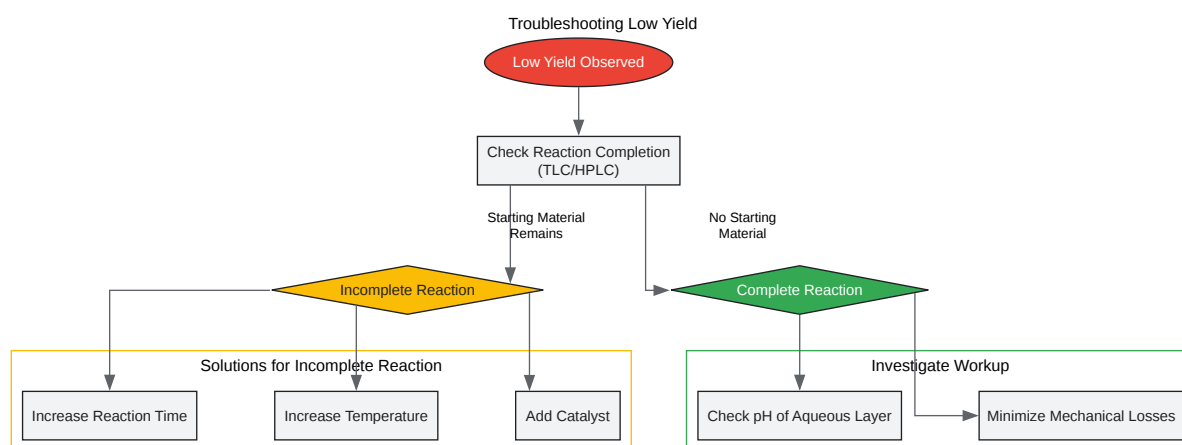 Troubleshooting Low Yield
Low Yield Observed
Check Reaction Completion
(TLC/HPLC)
Starting Material
Remains
No Starting
Material
Incomplete Reaction
Complete Reaction
Solutions for Incomplete Reaction
Investigate Workup
Increase Reaction Time
Increase Temperature
Add Catalyst
Check pH of Aqueous Layer
Minimize Mechanical Losses